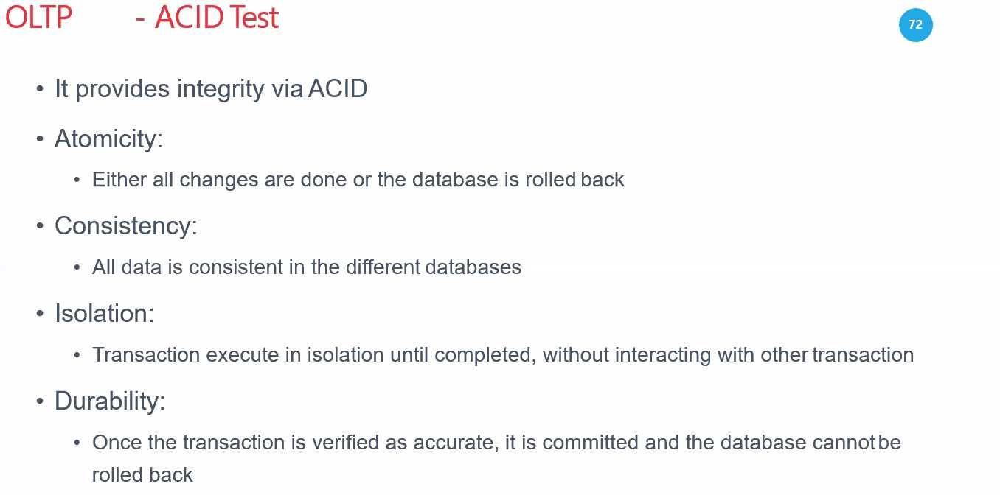 OLTP - ACID Test
72
• It provides integrity via ACID
• Atomicity:
• Either all changes are done or the database is rolled back
• Consistency:
• All data is consistent in the different databases
• Isolation:
• Transaction execute in isolation until completed, without interacting with other transaction
• Durability:
• Once the transaction is verified as accurate, it is committed and the database cannot be
rolled back